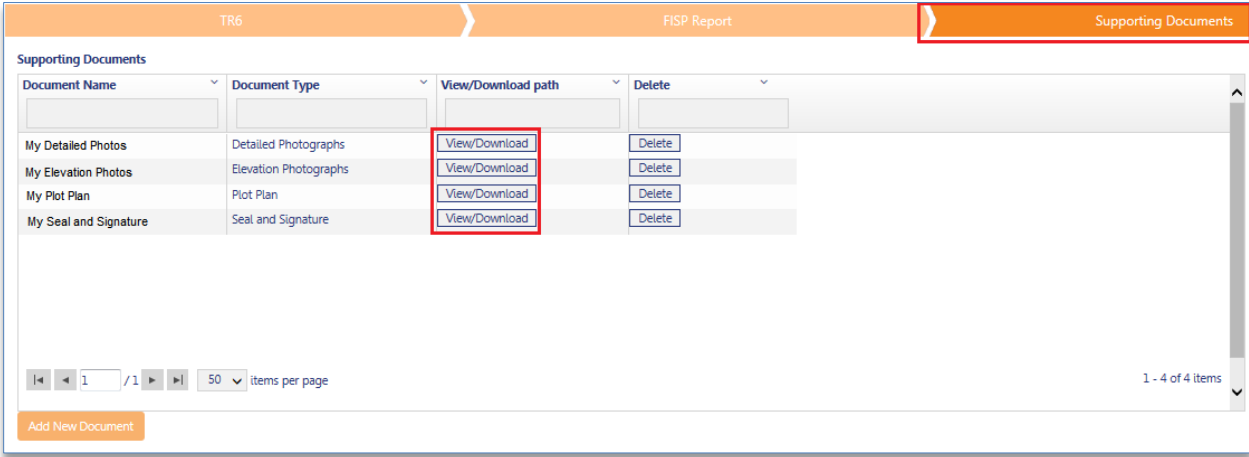 TR6 FISP Report Supporting Documents
Supporting Documents
Document Name Document Type View/Download path Delete
My Detailed Photos Detailed Photographs View/Download Delete
My Elevation Photos Elevation Photographs View/Download Delete
My Plot Plan Plot Plan View/Download Delete
My Seal and Signature Seal and Signature View/Download Delete
1 / 1 50 items per page 1 - 4 of 4 items
Add New Document